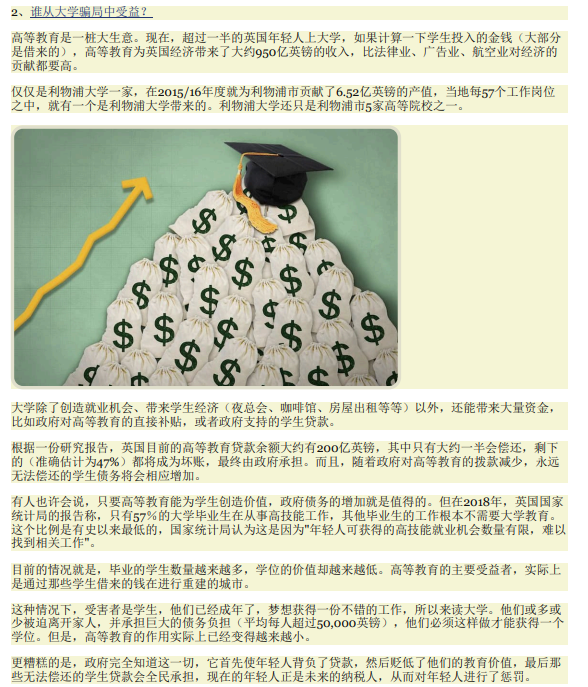 2、谁从大学骗局中受益？
高等教育是一桩大生意。现在，超过一半的英国年轻人上大学，如果计算一下学生投入的金钱（大部分
是借来的），高等教育为英国经济带来了大约950亿英镑的收入，比法律业、广告业、航空业对经济的
贡献都要高。
仅仅是利物浦大学一家，在2015/16年度就为利物浦市贡献了6.52亿英镑的产值，当地每57个工作岗位
之中，就有一个是利物浦大学带来的。利物浦大学还只是利物浦市5家高等院校之一。
大学除了创造就业机会、带来学生经济（夜总会、咖啡馆、房屋出租等等）以外，还能带来大量资金，
比如政府对高等教育的直接补贴，或者政府支持的学生贷款。
根据一份研究报告，英国目前的高等教育贷款余额大约有200亿英镑，其中只有大约一半会偿还，剩下
的（准确估计为47%）都将成为坏账，最终由政府承担。而且，随着政府对高等教育的拨款减少，永远
无法偿还的学生债务将会相应增加。
有人也许会说，只要高等教育能为学生创造价值，政府债务的增加就是值得的。但在2018年，英国国家
统计局的报告称，只有57%的大学毕业生在从事高技能工作，其他毕业生的工作根本不需要大学教育。
这个比例是有史以来最低的，国家统计局认为这是因为"年轻人可获得的高技能就业机会数量有限，难以
找到相关工作"。
目前的情况就是，毕业的学生数量越来越多，学位的价值却越来越低。高等教育的主要受益者，实际上
是通过那些学生借来的钱在进行重建的城市。
这种情况下，受害者是学生，他们已经成年了，梦想获得一份不错的工作，所以来读大学。他们或多或
少被迫离开家人，并承担巨大的债务负担（平均每人超过50,000英镑），他们必须这样做才能获得一个
学位。但是，高等教育的作用实际上已经变得越来越小。
更糟糕的是，政府完全知道这一切，它首先使年轻人背负了贷款，然后贬低了他们的教育价值，最后那
些无法偿还的学生贷款会全民承担，现在的年轻人正是未来的纳税人，从而对年轻人进行了惩罚。